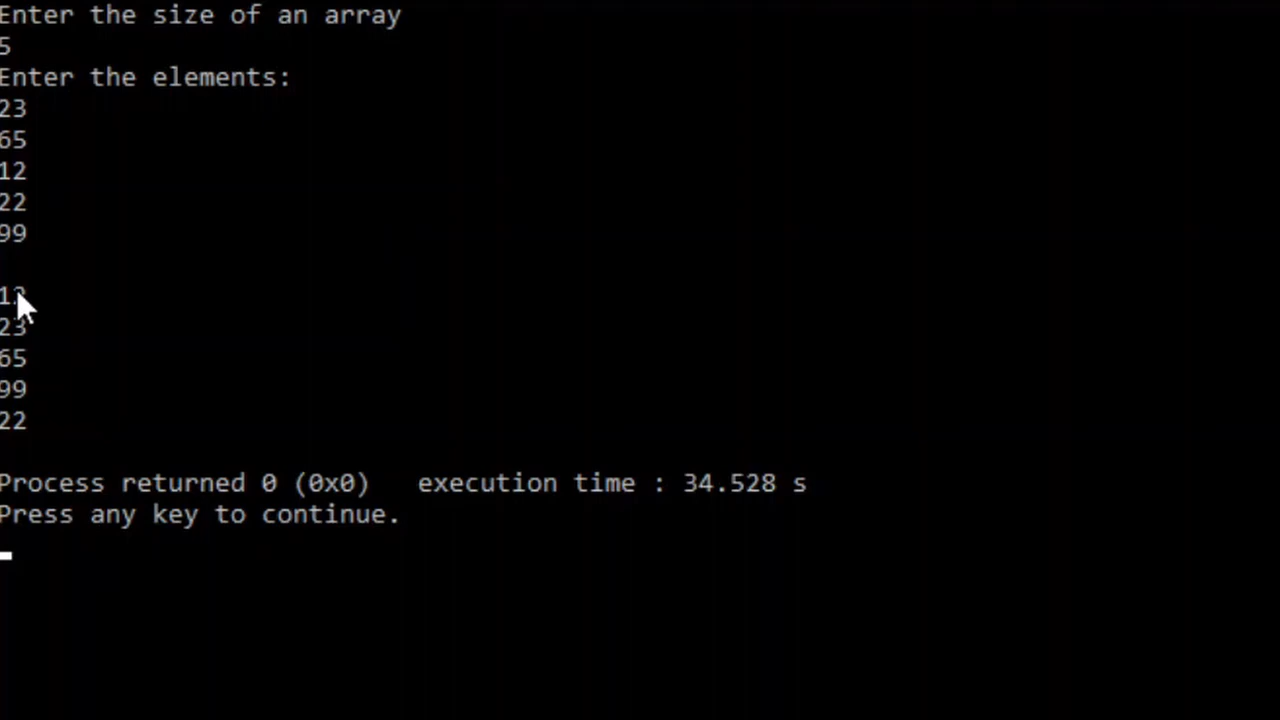 Enter the size of an array
5
Enter the elements:
23
65
12
22
99
12
23
65
99
22
Process returned 0 (0x0) execution time : 34.528 s
Press any key to continue.